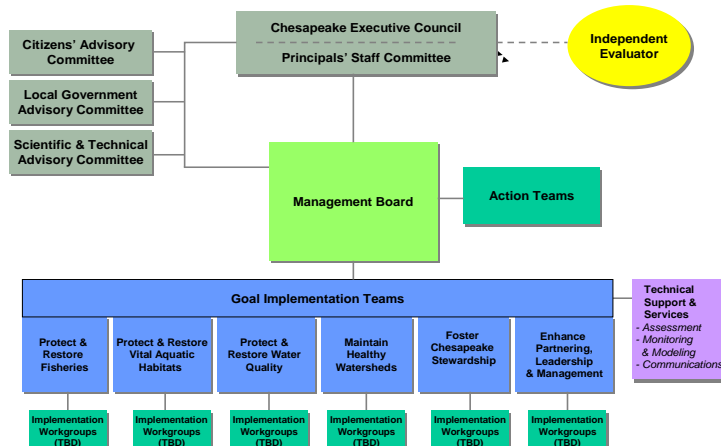 Chesapeake Executive Council
Principals' Staff Committee
Independent
Evaluator
Citizens' Advisory
Committee
Local Government
Advisory Committee
Scientific & Technical
Advisory Committee
Management Board
Action Teams
Goal Implementation Teams
Technical
Support &
Services
- Assessment
- Monitoring
& Modeling
- Communications
Protect &
Restore
Fisheries
Protect & Restore
Vital Aquatic
Habitats
Protect &
Restore Water
Quality
Maintain
Healthy
Watersheds
Foster
Chesapeake
Stewardship
Enhance
Partnering,
Leadership
& Management
Implementation
Workgroups
(TBD)
Implementation
Workgroups
(TBD)
Implementation
Workgroups
(TBD)
Implementation
Workgroups
(TBD)
Implementation
Workgroups
(TBD)
Implementation
Workgroups
(TBD)